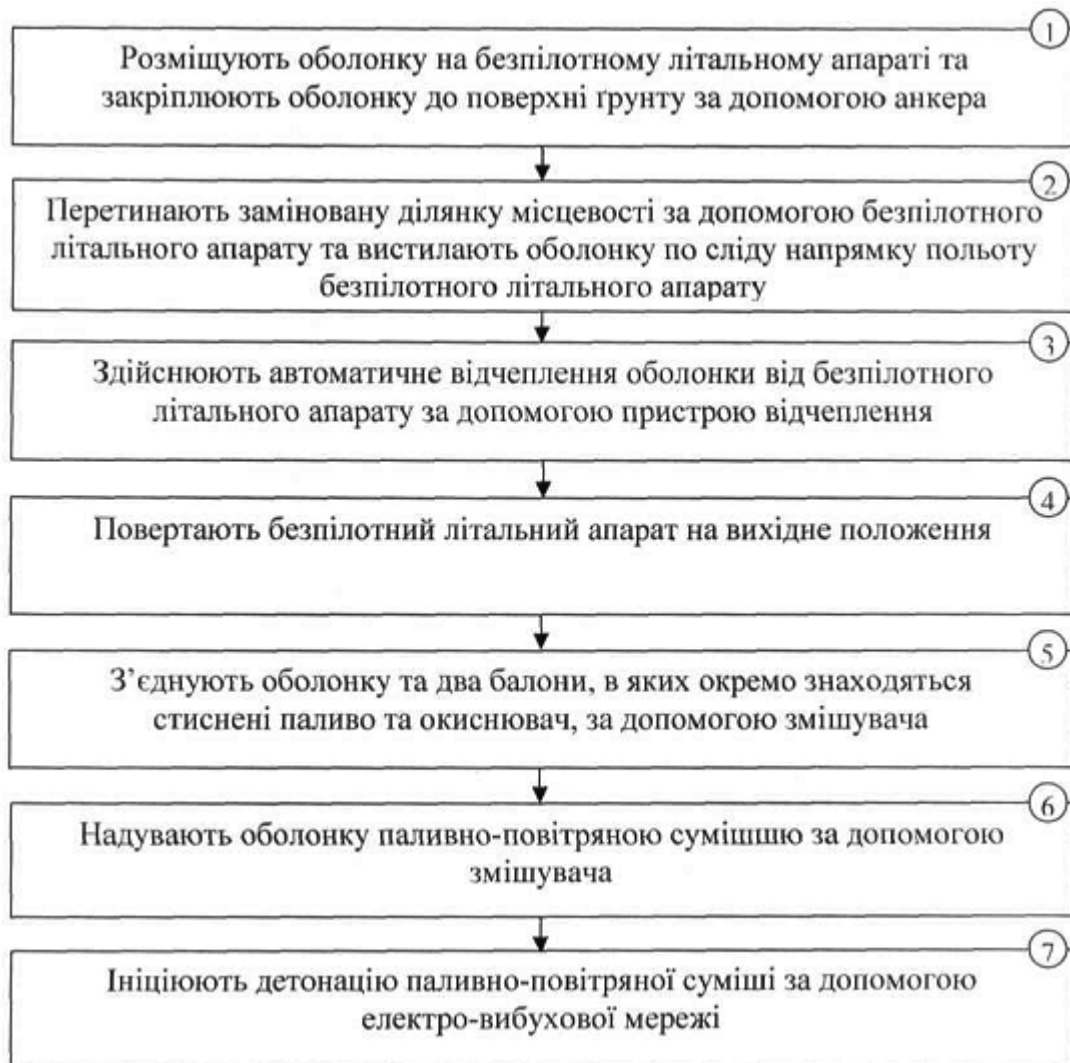 1
Розміщують оболонку на безпілотному літальному апараті та
закріплюють оболонку до поверхні ґрунту за допомогою анкера
2
Перетинають заміновану ділянку місцевості за допомогою безпілотного
літального апарату та вистилають оболонку по сліду напрямку польоту
безпілотного літального апарату
3
Здійснюють автоматичне відчеплення оболонки від безпілотного
літального апарату за допомогою пристрою відчеплення
4
Повертають безпілотний літальний апарат на вихідне положення
5
З’єднують оболонку та два балони, в яких окремо знаходяться
стиснені паливо та окиснювач, за допомогою змішувача
6
Надувають оболонку паливно-повітряною сумішшю за допомогою
змішувача
7
Ініціюють детонацію паливно-повітряної суміші за допомогою
електро-вибухової мережі